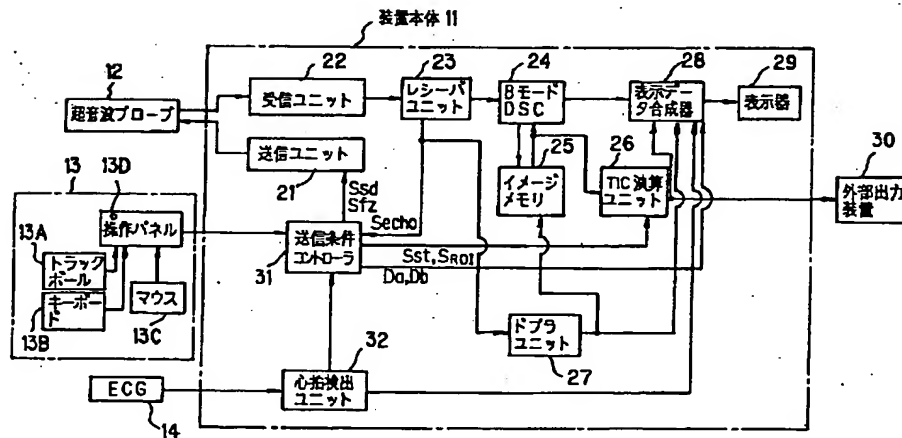 装置本体 11
12
超音波プローブ
22
受信ユニット
23
レシーバ
ユニット
24
Bモード
DSC
28
表示デー
タ合成器
29
表示器
送信ユニット
21
25
イメージ
メモリ
26
TIC演算
ユニット
30
外部出力
装置
13
13D
操作パネル
13A
トラック
ボール
キーボー
ド
13B
マウス
13C
Ssd
Sfz
Secho
送信条件
コントローラ
31
Sst,SROI
Da,Db
ドプラ
ユニット
27
32
心拍検出
ユニット
ECG
14